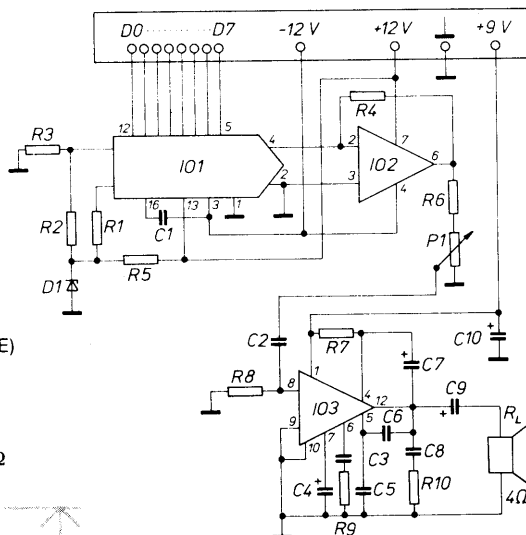 D0 ········ D7 -12 V +12 V +9 V
R4
R3 12 5 4 2 7
IO1 IO2 6
2 3 4 R6
16 13 3 1
R2 R1 C1 P1
R5
D1
E)
C2 1 R7 C10 +
+ C7
R8 8 4 C9
IO3 12 +
9 5 C6 R_L
10 7 6
C3 C8
Ω
C4 + C5 R10 4Ω
R9